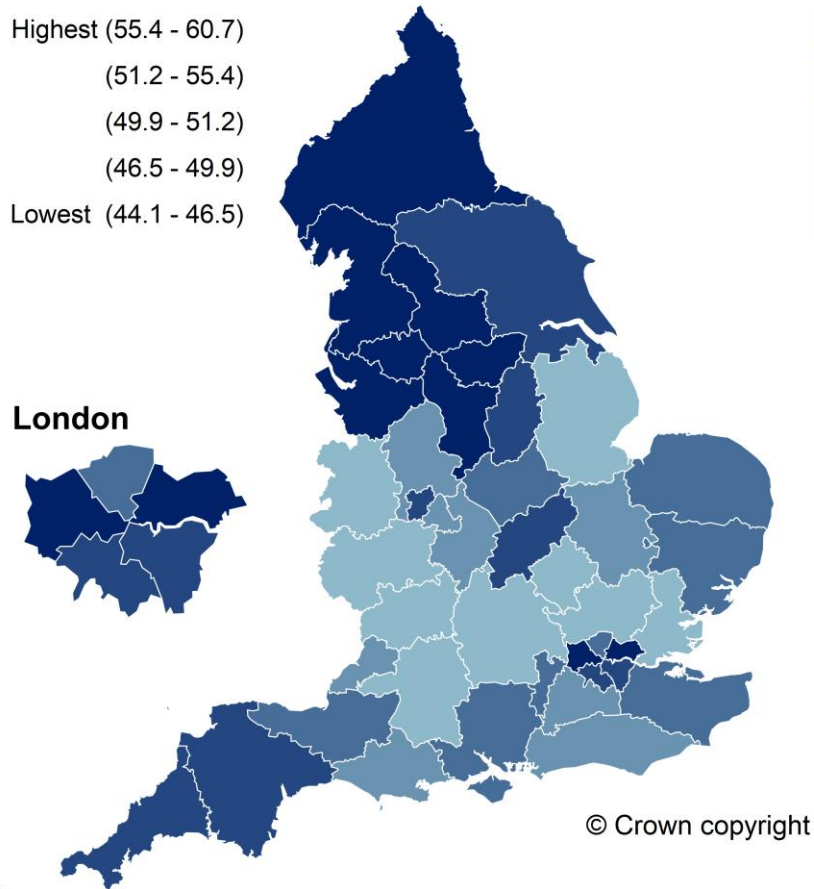 Highest (55.4 - 60.7)
(51.2 - 55.4)
(49.9 - 51.2)
(46.5 - 49.9)
Lowest (44.1 - 46.5)
London
© Crown copyright